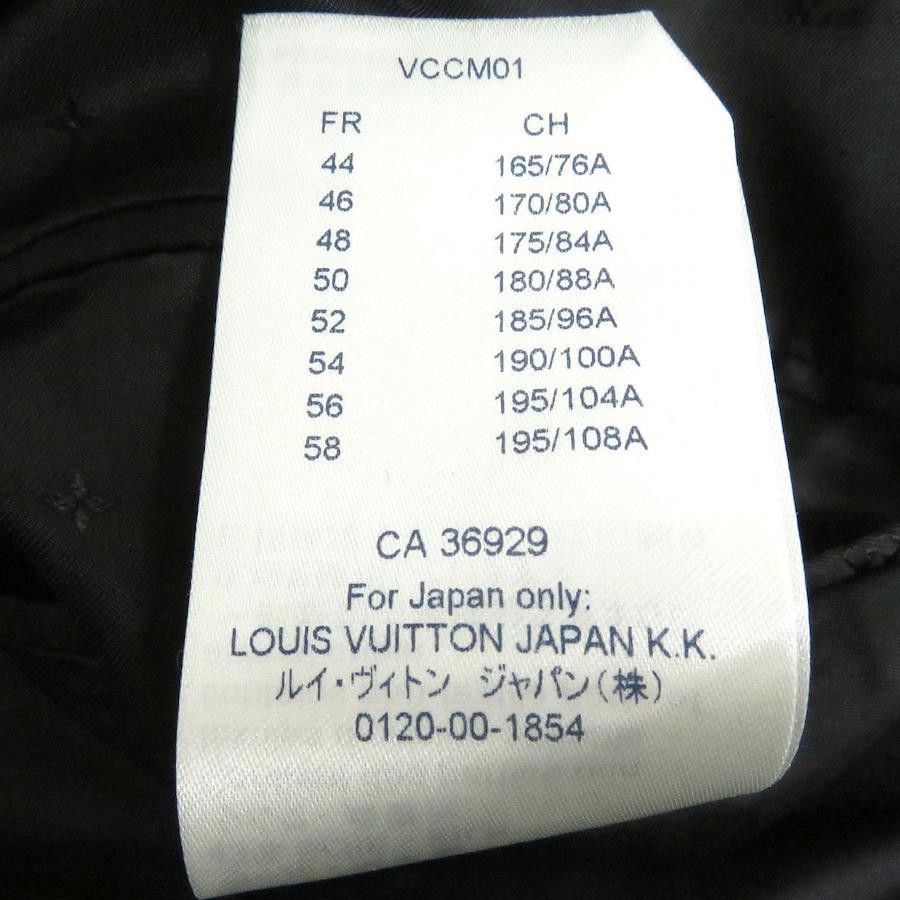 VCCM01
FR CH
44 165/76A
46 170/80A
48 175/84A
50 180/88A
52 185/96A
54 190/100A
56 195/104A
58 195/108A
CA 36929
For Japan only:
LOUIS VUITTON JAPAN K.K.
ルイ・ヴィトン ジャパン(株)
0120-00-1854